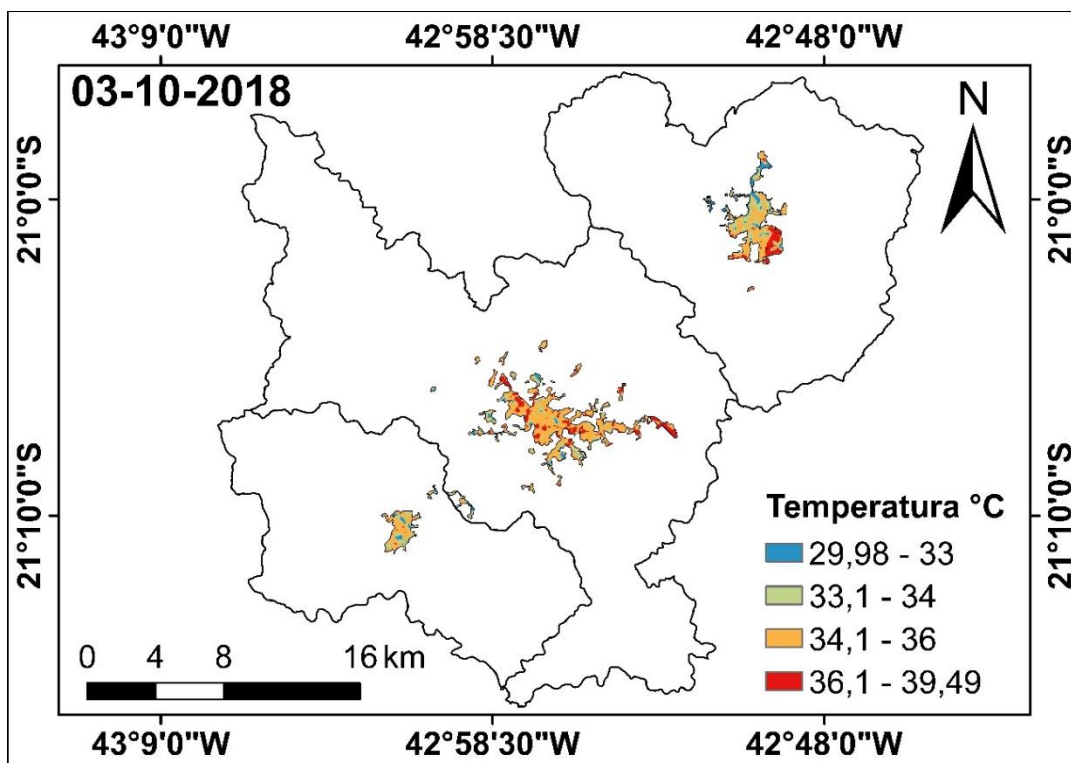 43°9'0"W 42°58'30"W 42°48'0"W
03-10-2018
N
21°0'0"S
21°0'0"S
21°10'0"S
21°10'0"S
Temperatura °C
29,98 - 33
33,1 - 34
34,1 - 36
36,1 - 39,49
0 4 8 16 km
43°9'0"W 42°58'30"W 42°48'0"W